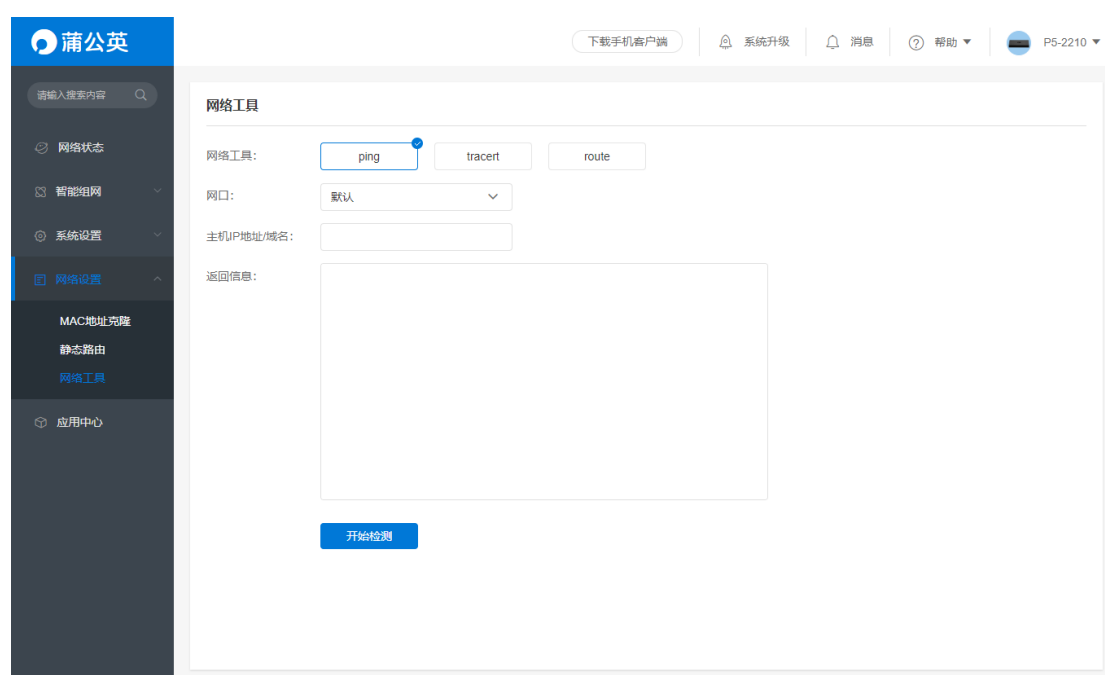 蒲公英
下载手机客户端 系统升级 消息 帮助 P5-2210
请输入搜索内容
网络状态
智能组网
系统设置
网络设置
MAC地址克隆
静态路由
网络工具
应用中心
网络工具
网络工具： ping tracert route
网口： 默认
主机IP地址/域名：
返回信息：
开始检测